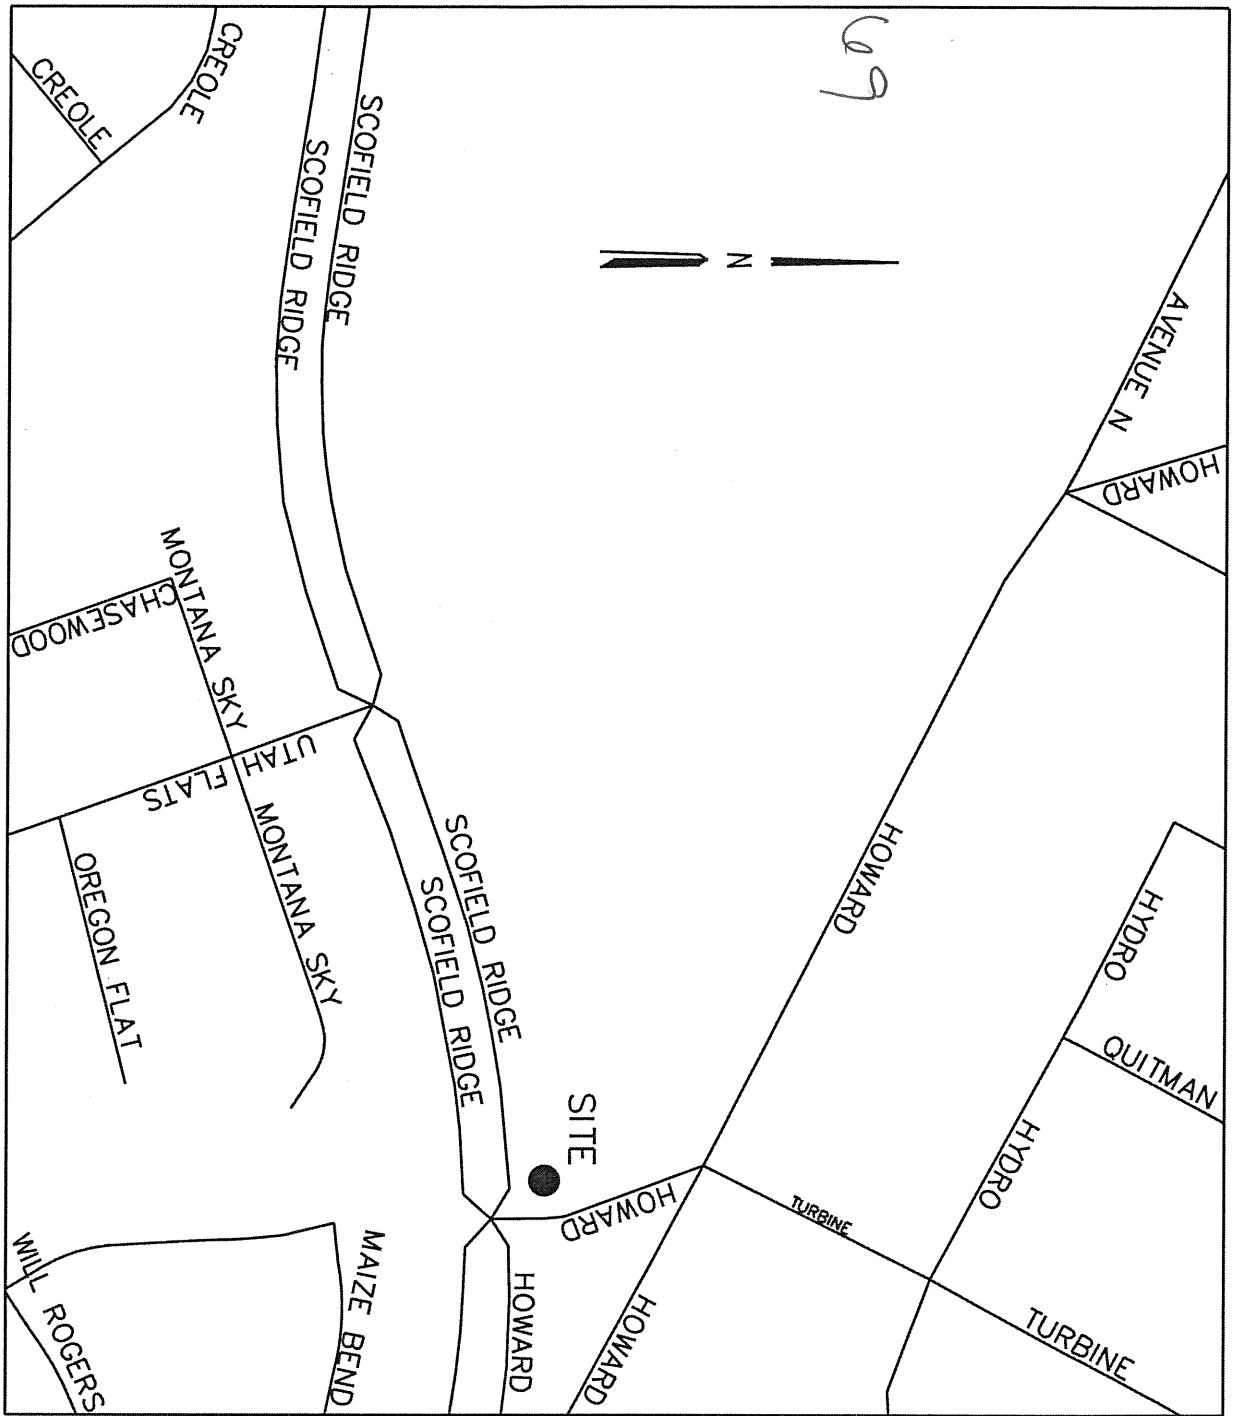 69
CREOLE
CREOLE
SCOFIELD RIDGE
SCOFIELD RIDGE
N
AVENUE N
HOWARD
MONTANA SKY
CHASEWOOD
UTAH FLATS
MONTANA SKY
OREGON FLAT
SCOFIELD RIDGE
SCOFIELD RIDGE
HOWARD
HYDRO
QUITMAN
HYDRO
SITE
HOWARD
TURBINE
TURBINE
HOWARD
HOWARD
MAIZE BEND
WILL ROGERS